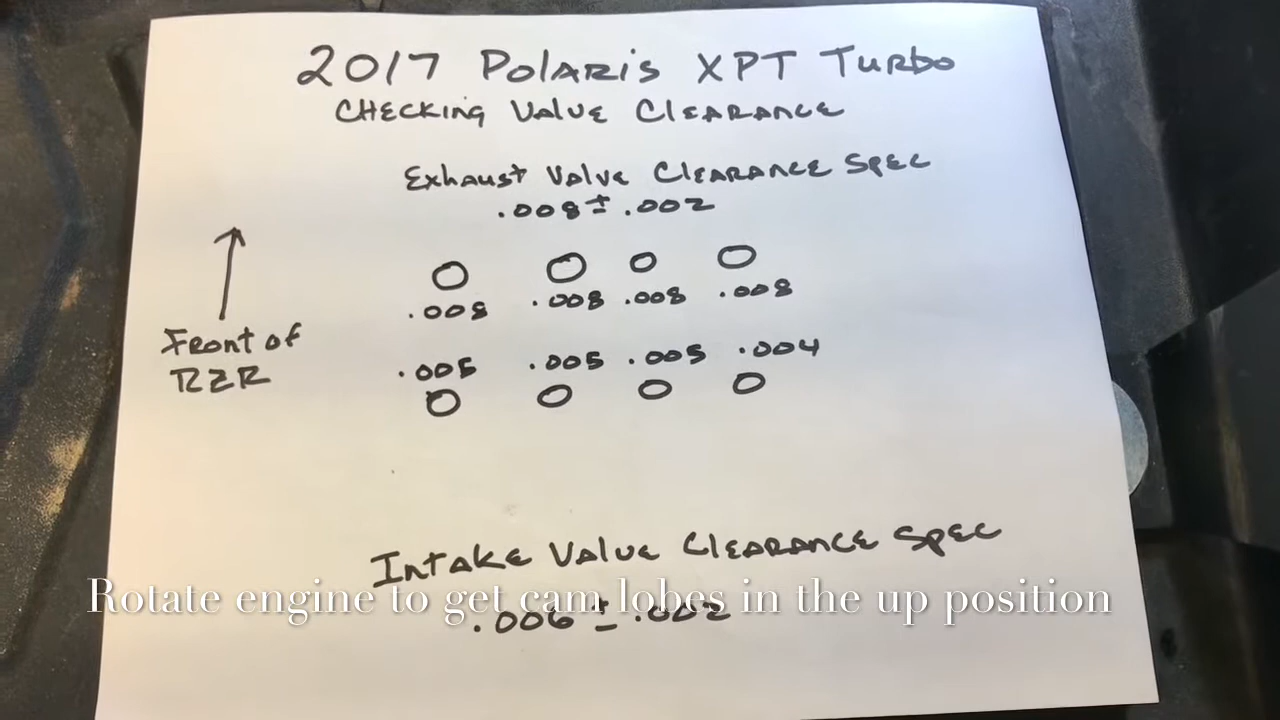 2017 Polaris XPT Turbo
CHECKING Valve ClEARANCE
Exhaust Valve ClEARANCE SpEC
.008 ± .002
.008 .008 .008 .008
Front of
RZR
.005 .005 .005 .004
Intake Valve ClEARANCE SpEC
Rotate engine to get cam lobes in the up position
.006 ± .002